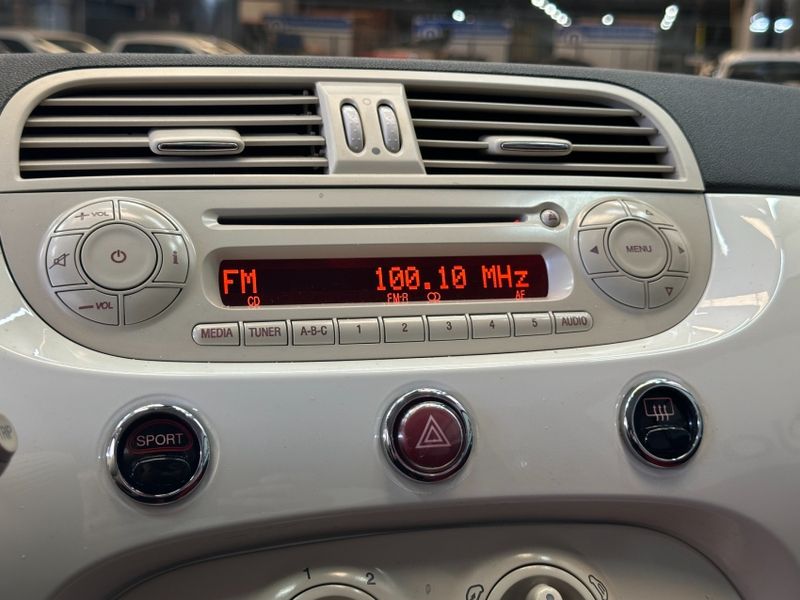 + VOL
MENU
FM 100.10 MHz
CD FM-R AF
- VOL
MEDIA TUNER A-B-C 1 2 3 4 5 AUDIO
SPORT
1 2